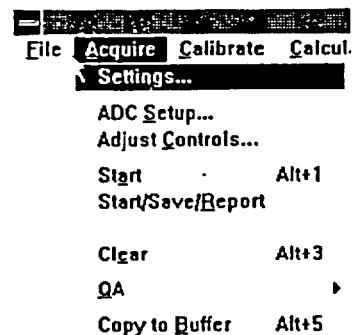 File Acquire Calibrate Calcul.
Settings...
ADC Setup...
Adjust Controls...
Start Alt+1
Start/Save/Report
Clear Alt+3
QA
Copy to Buffer Alt+5